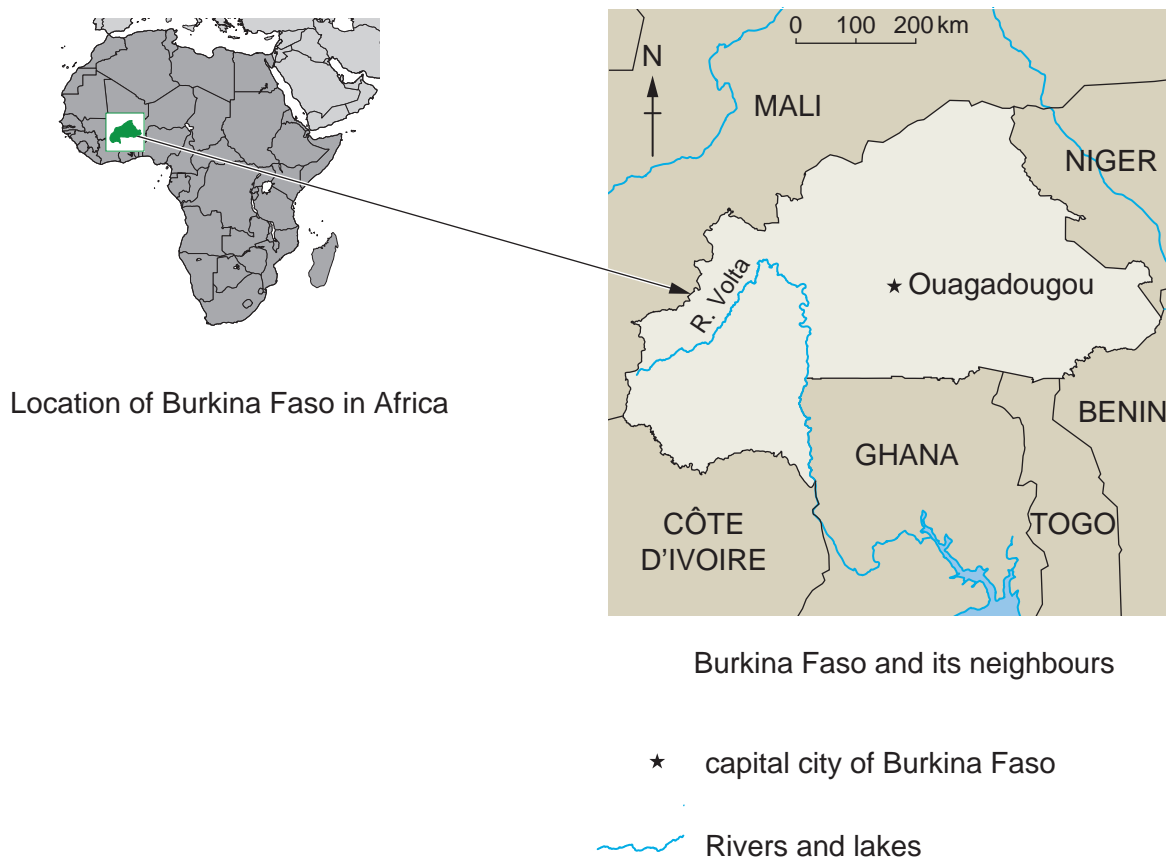 0 100 200 km
N
MALI
NIGER
R. Volta
Ouagadougou
Location of Burkina Faso in Africa
BENIN
GHANA
CÔTE
D'IVOIRE
TOGO
Burkina Faso and its neighbours
capital city of Burkina Faso
Rivers and lakes